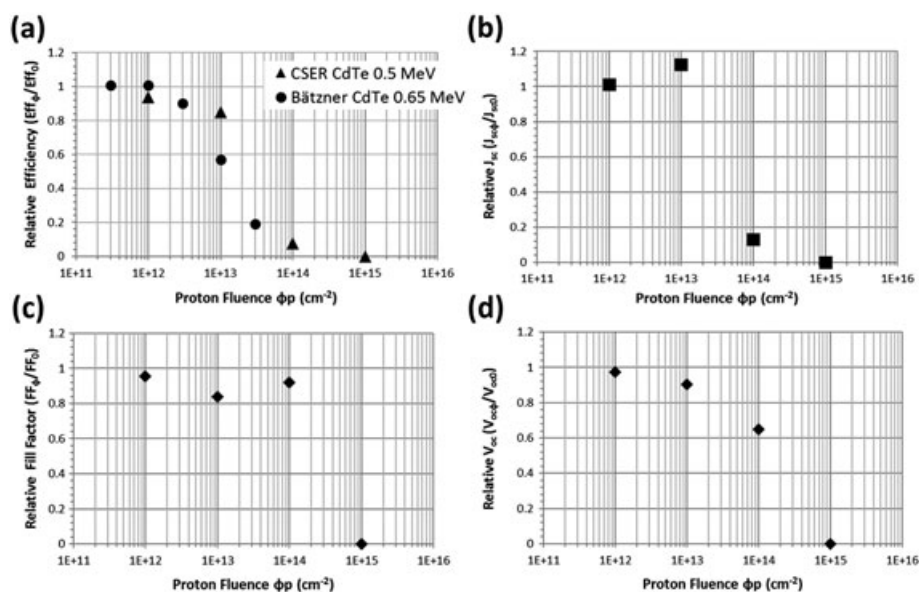 (a)
1.2
1
0.8
0.6
0.4
0.2
0
Relative Efficiency (Effϕ/Eff₀)
▲ CSER CdTe 0.5 MeV
● Bätzner CdTe 0.65 MeV
1E+11 1E+12 1E+13 1E+14 1E+15 1E+16
Proton Fluence ϕp (cm⁻²)
(b)
1.2
1
0.8
0.6
0.4
0.2
0
Relative Jsc (Jscϕ/Jsc0)
1E+11 1E+12 1E+13 1E+14 1E+15 1E+16
Proton Fluence ϕp (cm⁻²)
(c)
1.2
1
0.8
0.6
0.4
0.2
0
Relative Fill Factor (FFϕ/FF₀)
1E+11 1E+12 1E+13 1E+14 1E+15 1E+16
Proton Fluence ϕp (cm⁻²)
(d)
1.2
1
0.8
0.6
0.4
0.2
0
Relative Voc (Vocϕ/Voc0)
1E+11 1E+12 1E+13 1E+14 1E+15 1E+16
Proton Fluence ϕp (cm⁻²)